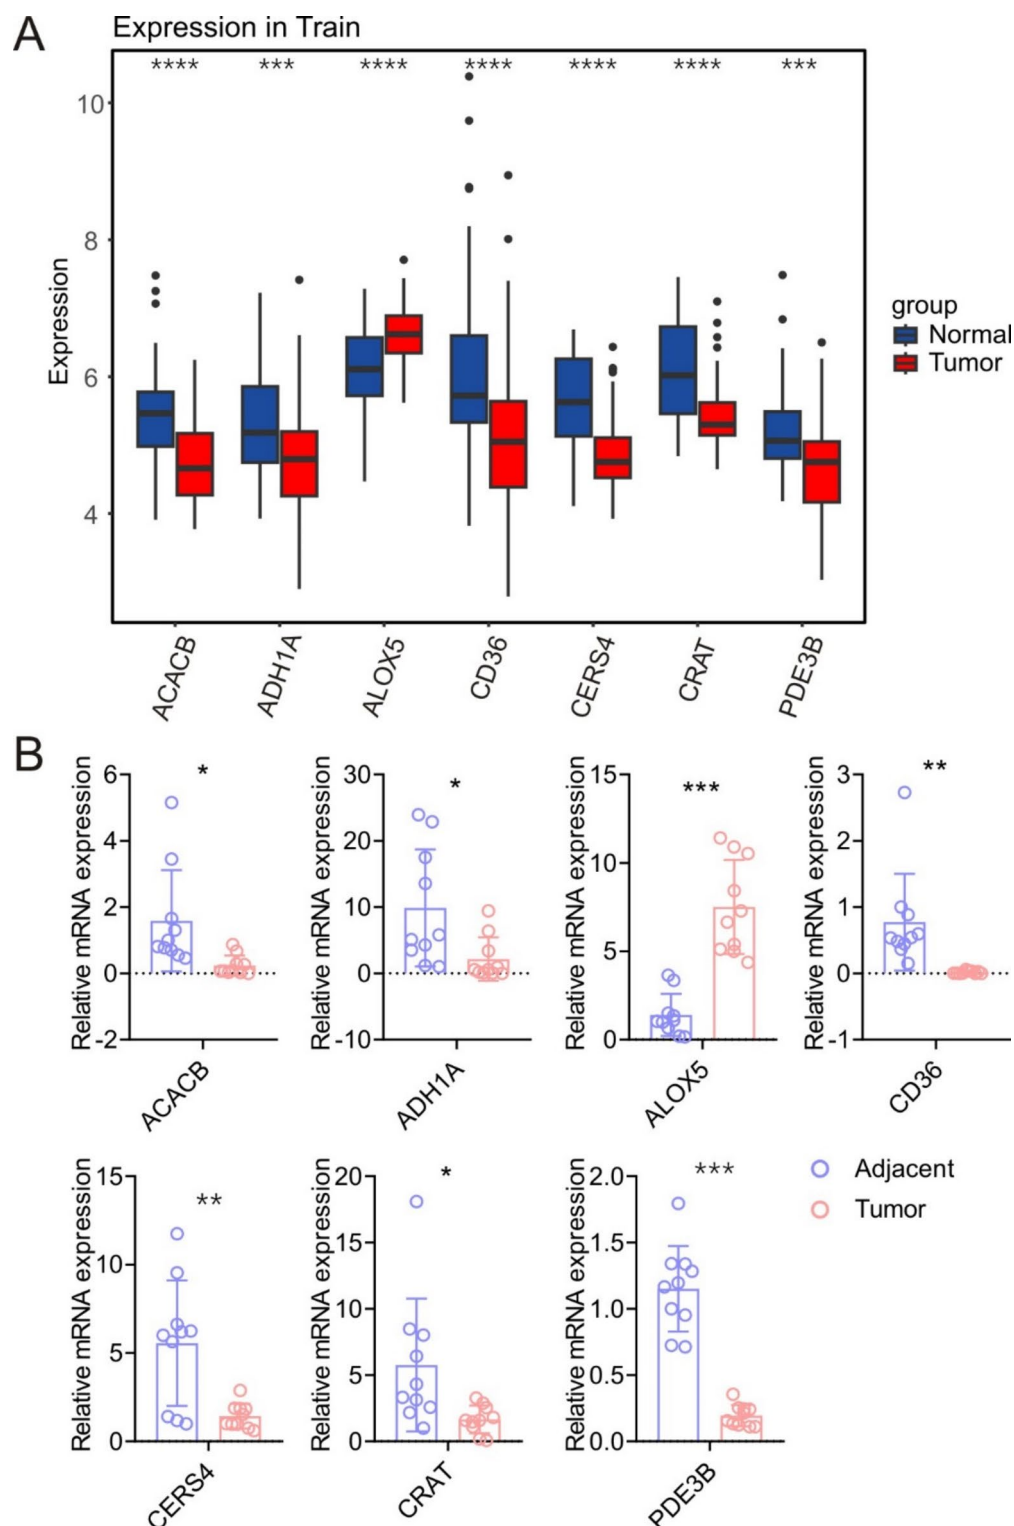 A
Expression in Train
**** *** **** **** **** **** ***
10
8
6
4
Expression
group
Normal
Tumor
ACACB ADH1A ALOX5 CD36 CERS4 CRAT PDE3B
B
Relative mRNA expression
6
4
2
0
-2
*
ACACB
Relative mRNA expression
30
20
10
0
-10
*
ADH1A
Relative mRNA expression
15
10
5
0
***
ALOX5
Relative mRNA expression
3
2
1
0
-1
**
CD36
Relative mRNA expression
15
10
5
0
**
CERS4
Relative mRNA expression
20
15
10
5
0
*
CRAT
Relative mRNA expression
2.0
1.5
1.0
0.5
0.0
***
PDE3B
Adjacent
Tumor